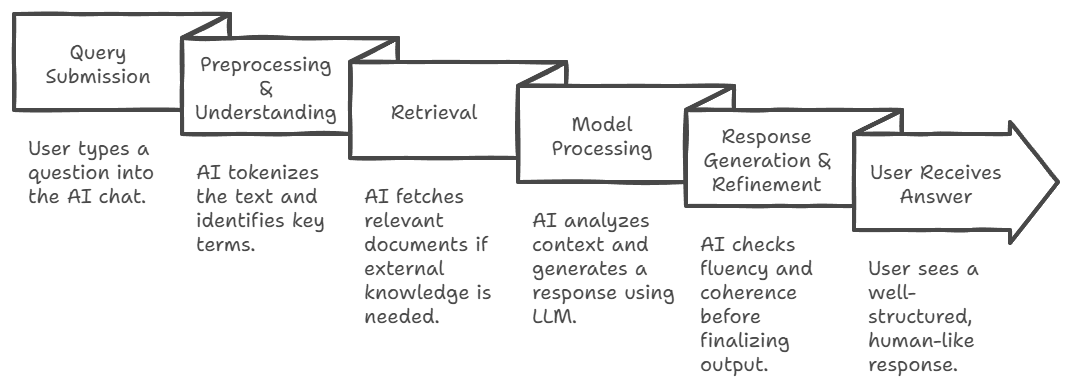 Query
Submission
Preprocessing
&
Understanding
Retrieval
Model
Processing
Response
Generation &
Refinement
User Receives
Answer
User types a
question into
the AI chat.
AI tokenizes
the text and
identifies key
terms.
AI fetches
relevant
documents if
external
knowledge is
needed.
AI analyzes
context and
generates a
response using
LLM.
AI checks
fluency and
coherence
before
finalizing
output.
User sees a
well-
structured,
human-like
response.